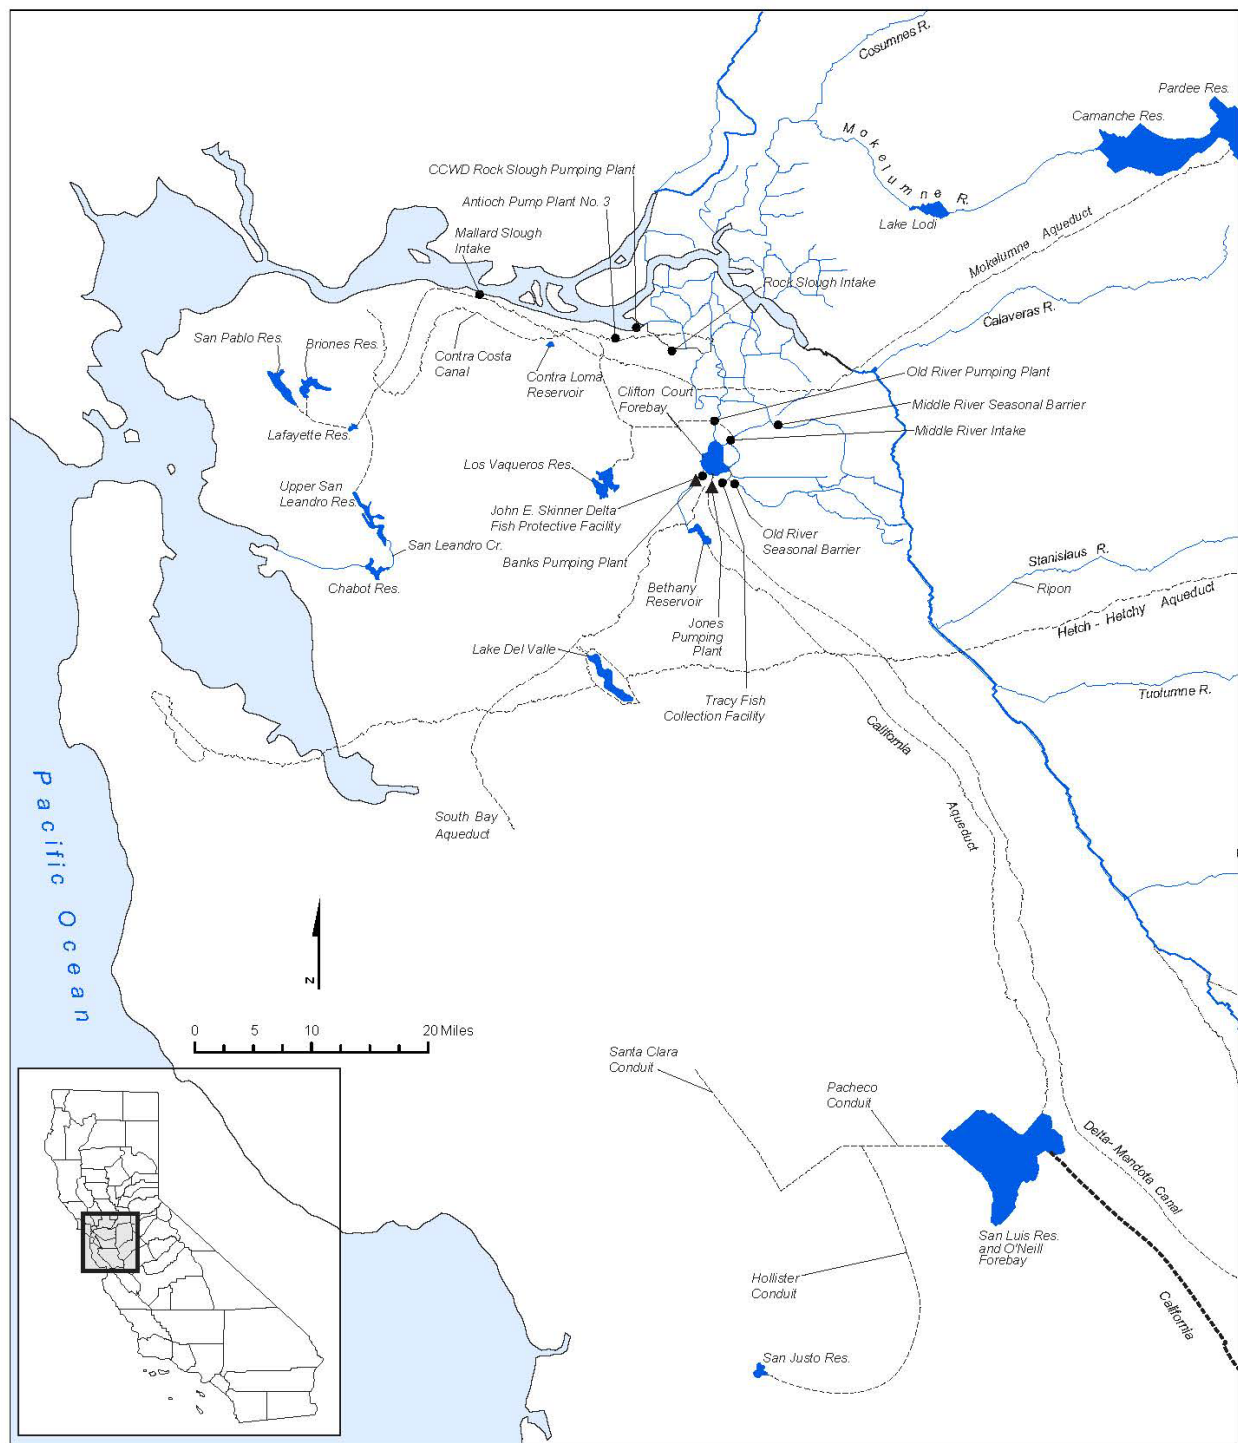 Cosumnes R.
Pardee Res.
Camanche Res.
Mokelumne R.
CCWD Rock Slough Pumping Plant
Antioch Pump Plant No. 3
Mallard Slough
Intake
Lake Lodi
Mokelumne Aqueduct
Rock Slough Intake
Calaveras R.
San Pablo Res.
Briones Res.
Contra Costa
Canal
Contra Loma
Reservoir
Clifton Court
Forebay
Old River Pumping Plant
Middle River Seasonal Barrier
Middle River Intake
Lafayette Res.
Los Vaqueros Res.
Upper San
Leandro Res.
John E. Skinner Delta
Fish Protective Facility
Old River
Seasonal Barrier
San Leandro Cr.
Banks Pumping Plant
Chabot Res.
Bethany
Reservoir
Stanislaus R.
Ripon
Hetch-Hetchy Aqueduct
Jones
Pumping
Plant
Lake Del Valle
Tracy Fish
Collection Facility
Tuolumne R.
California
Aqueduct
South Bay
Aqueduct
Pacific Ocean
N
0 5 10 20 Miles
Santa Clara
Conduit
Pacheco
Conduit
Delta-Mendota Canal
San Luis Res.
and O'Neill
Forebay
Hollister
Conduit
California
San Justo Res.